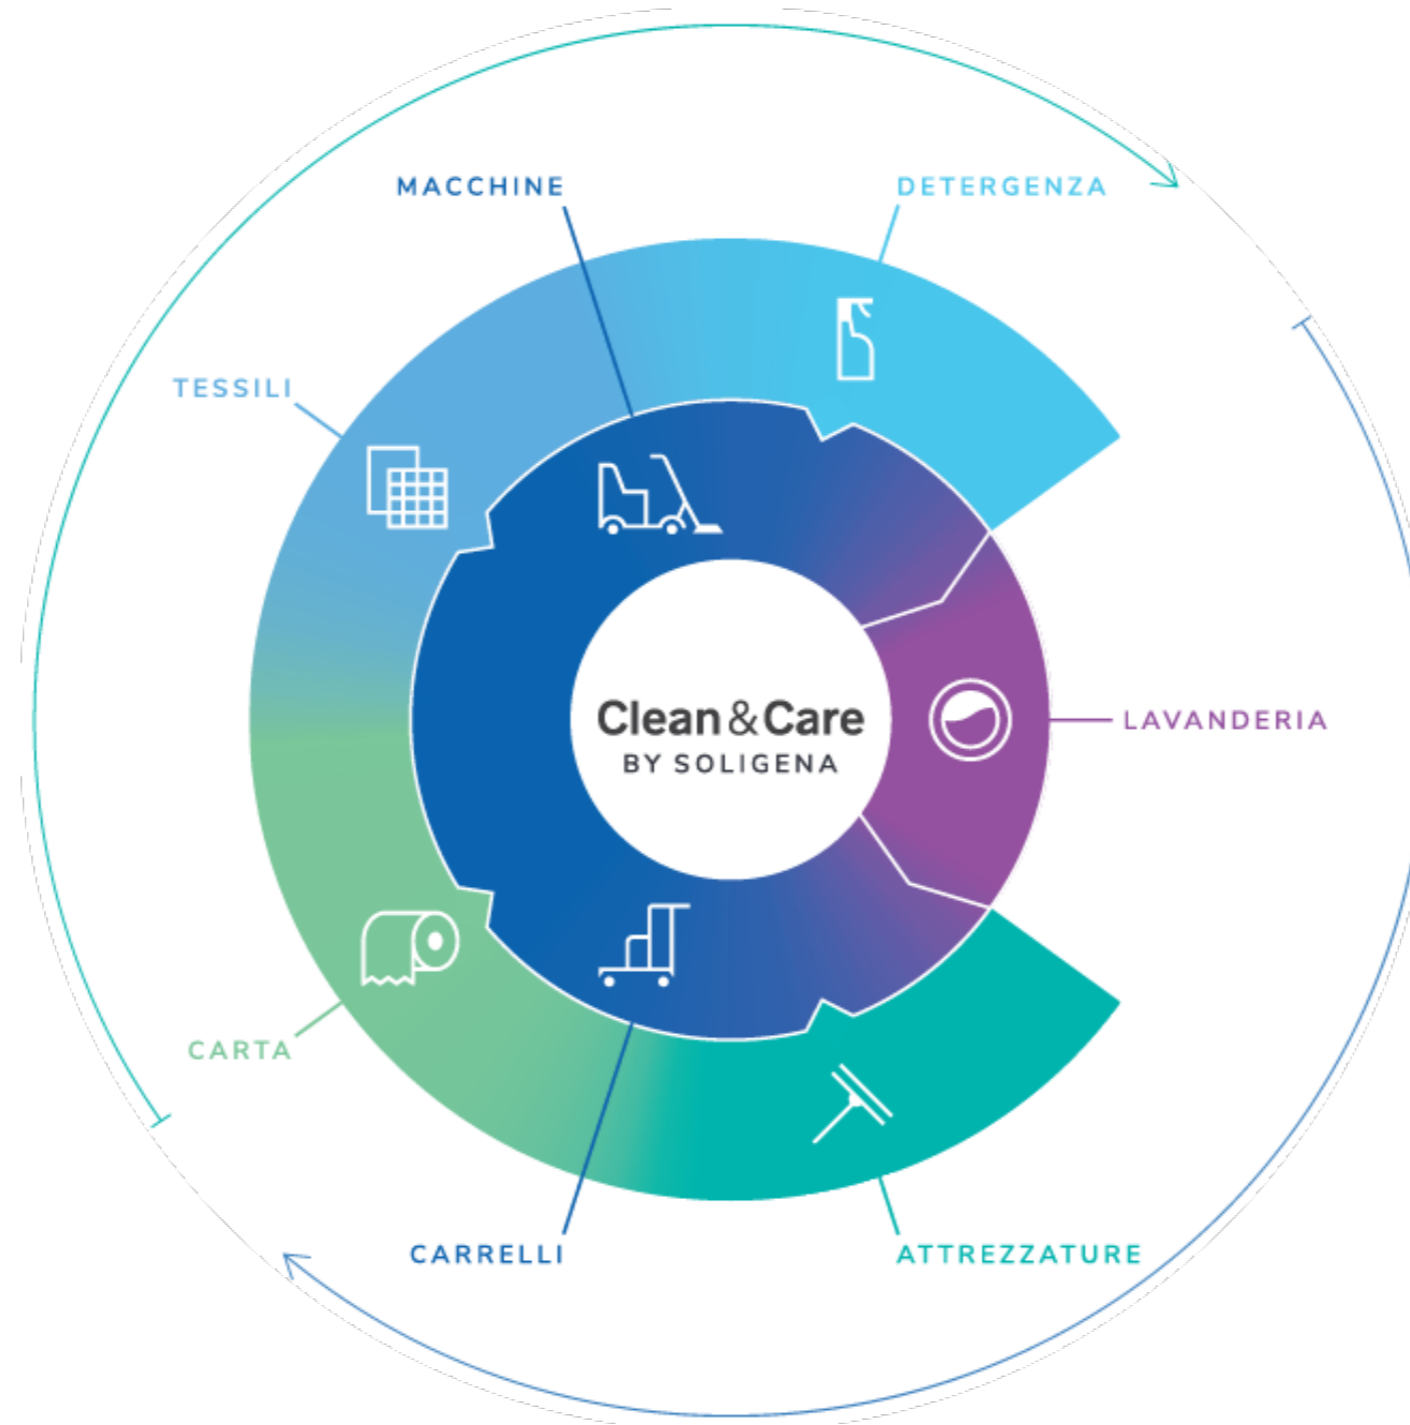 MACCHINE
DETERGENZA
TESSILI
Clean&Care
BY SOLIGENA
LAVANDERIA
CARTA
CARRELLI
ATTREZZATURE